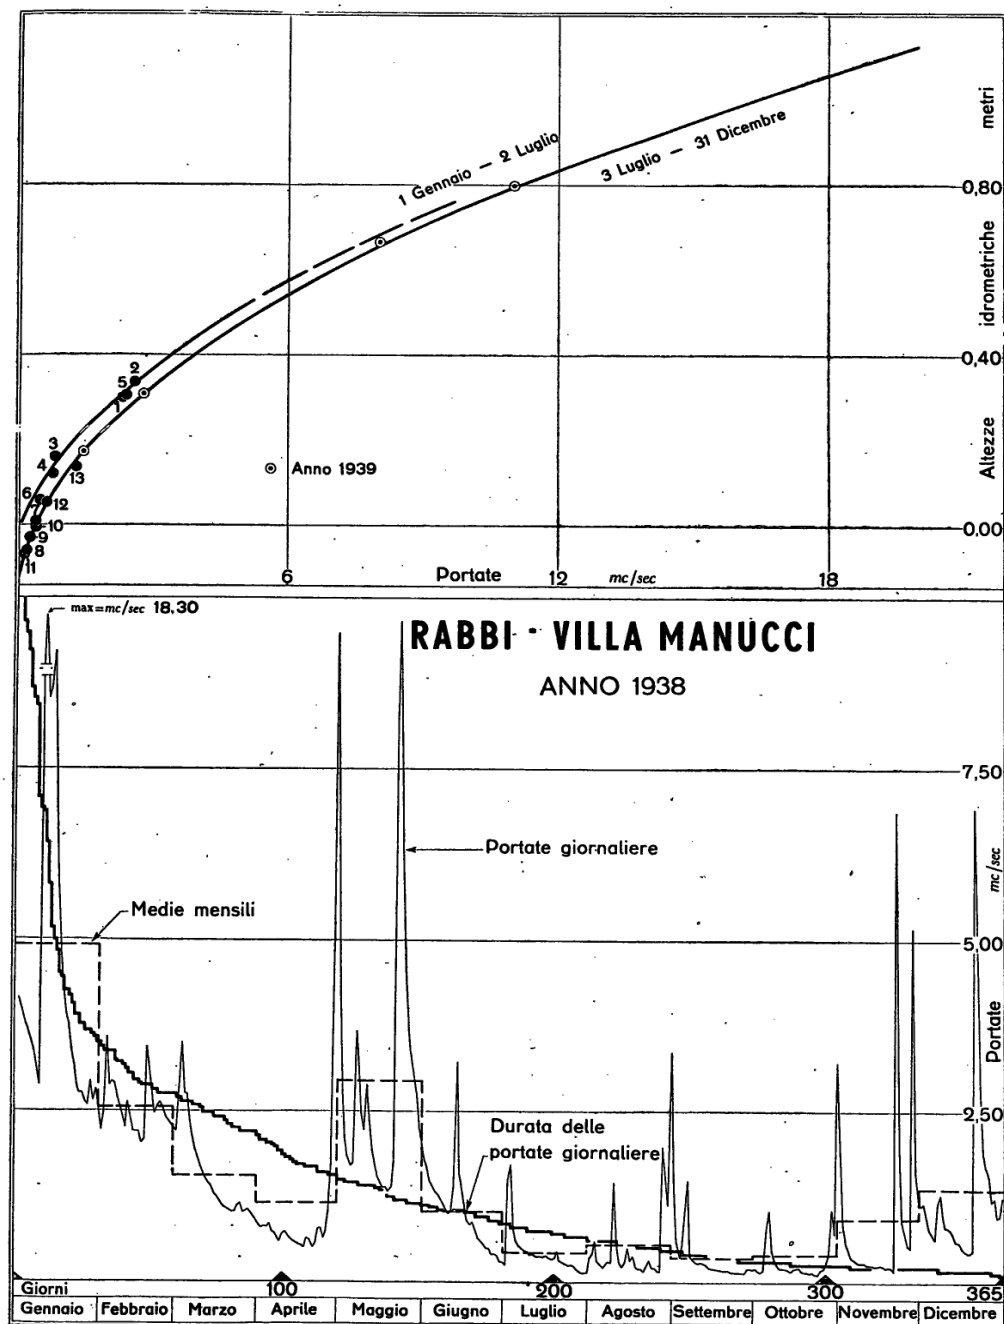 metri
1 Gennaio - 2 Luglio
3 Luglio - 31 Dicembre
0,80
idrometriche
0,40
2
5
1
3
4
13
Anno 1939
Altezze
6
12
10
0.00
9
8
11
6
Portate
12
mc/sec
18
max=mc/sec 18,30
RABBI - VILLA MANUCCI
ANNO 1938
7,50
Portate giornaliere
mc/sec
Medie mensili
5,00
Portate
2,50
Durata delle
portate giornaliere
Giorni
100
200
300
365
Gennaio Febbraio Marzo Aprile Maggio Giugno Luglio Agosto Settembre Ottobre Novembre Dicembre